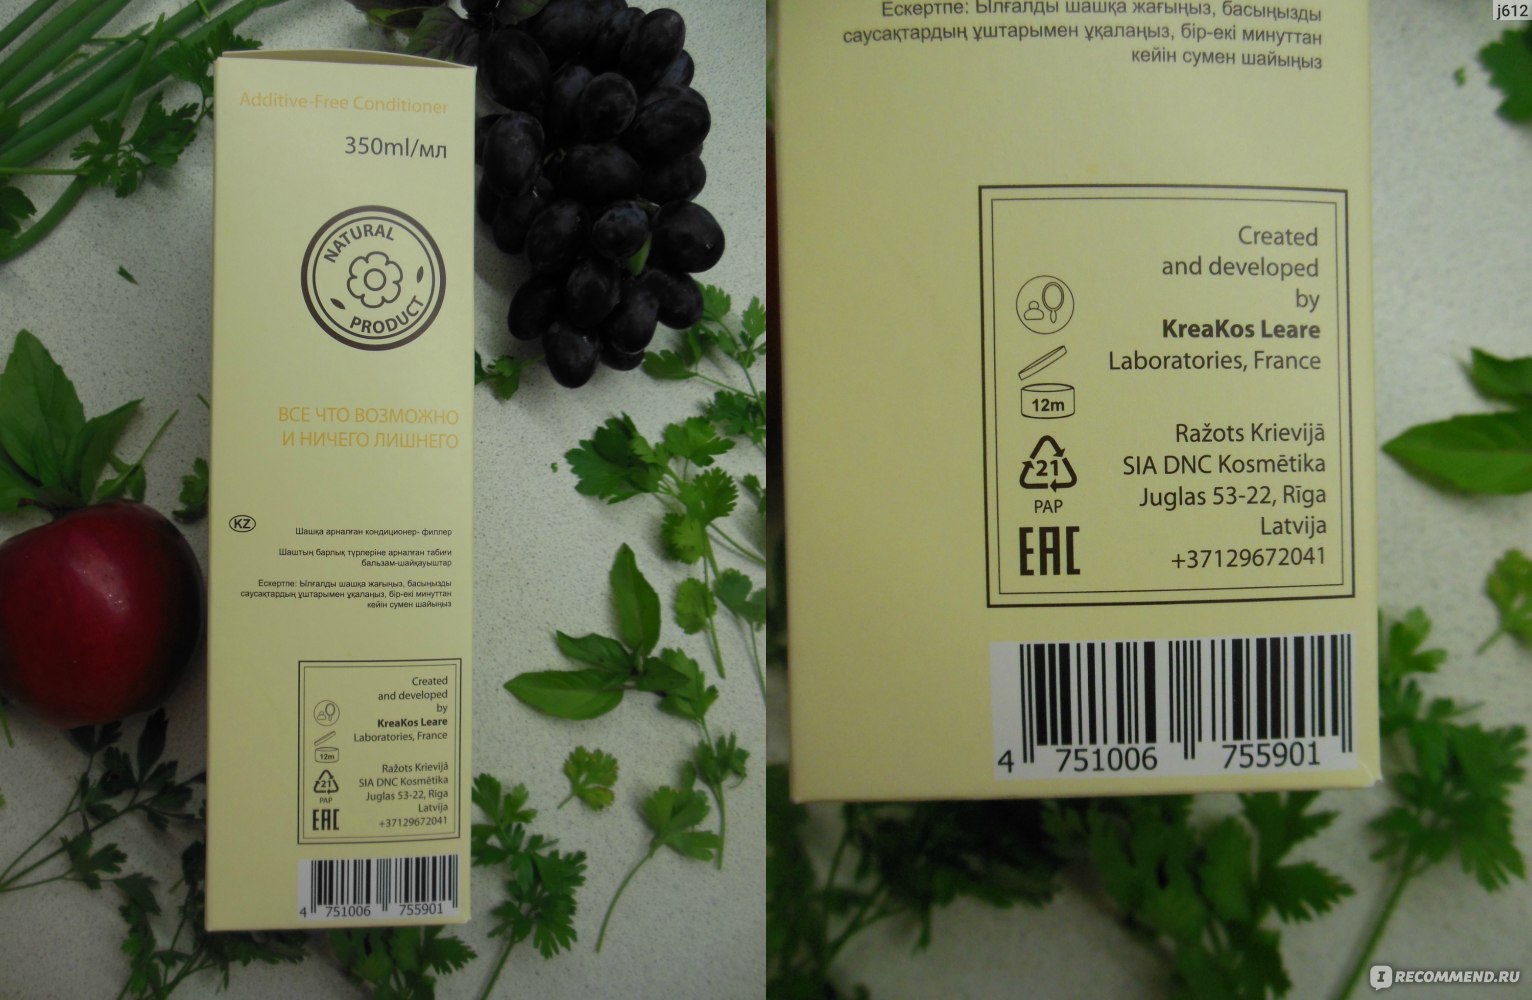 Additive-Free Conditioner
350ml/мл
NATURAL
PRODUCT
ВСЕ ЧТО ВОЗМОЖНО
И НИЧЕГО ЛИШНЕГО
KZ
Шашқа арналған кондиционер- филлер
Шаштың барлық түрлеріне арналған табиғи
бальзам-шайқауыштар
Ескертпе: Ылғалды шашқа жағыңыз, басыңызды
саусақтардың ұштарымен ұқалаңыз, бір-екі минуттан
кейін сумен шайыңыз
Created
and developed
by
KreaKos Leare
Laboratories, France
12m
21
PAP
EAC
Ražots Krievijā
SIA DNC Kosmētika
Juglas 53-22, Rīga
Latvija
+37129672041
4 751006 755901
Ескертпе: Ылғалды шашқа жағыңыз, басыңызды
саусақтардың ұштарымен ұқалаңыз, бір-екі минуттан
кейін сумен шайыңыз
Created
and developed
by
KreaKos Leare
Laboratories, France
12m
21
PAP
EAC
Ražots Krievijā
SIA DNC Kosmētika
Juglas 53-22, Rīga
Latvija
+37129672041
4 751006 755901
j612
IRECOMMEND.RU